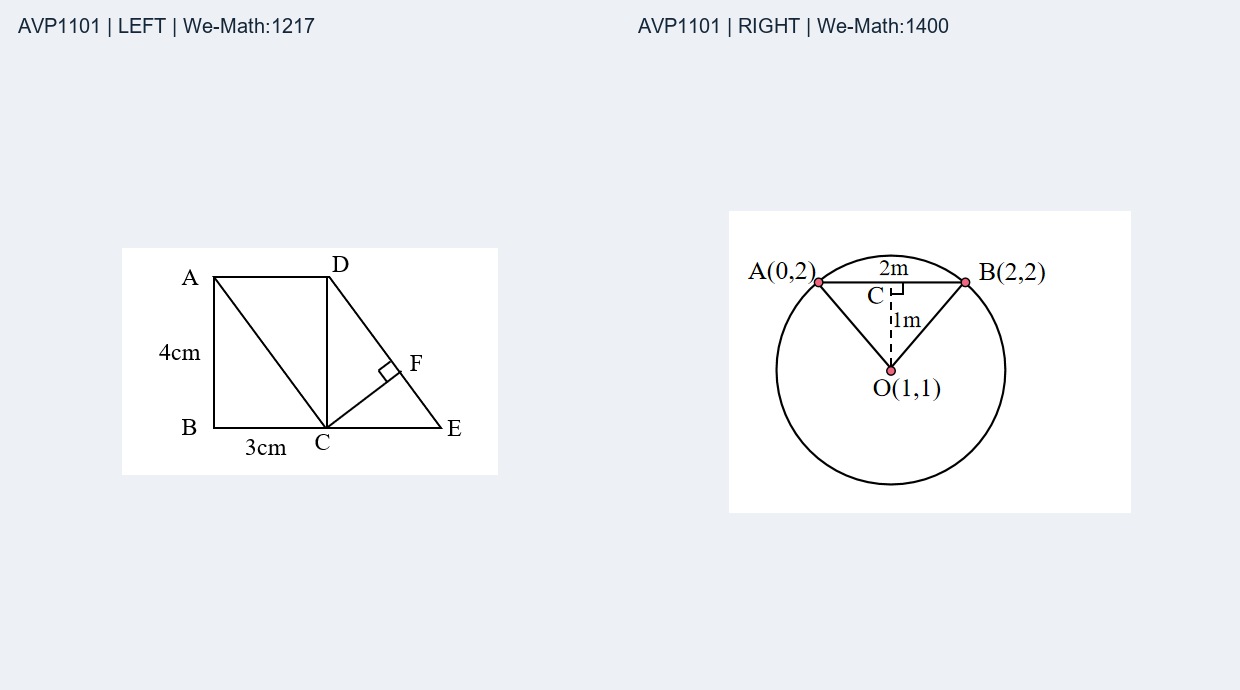 AVP1101 | LEFT | We-Math:1217
A
D
4cm
F
B
3cm
C
E
AVP1101 | RIGHT | We-Math:1400
A(0,2)
2m
B(2,2)
C
1m
O(1,1)